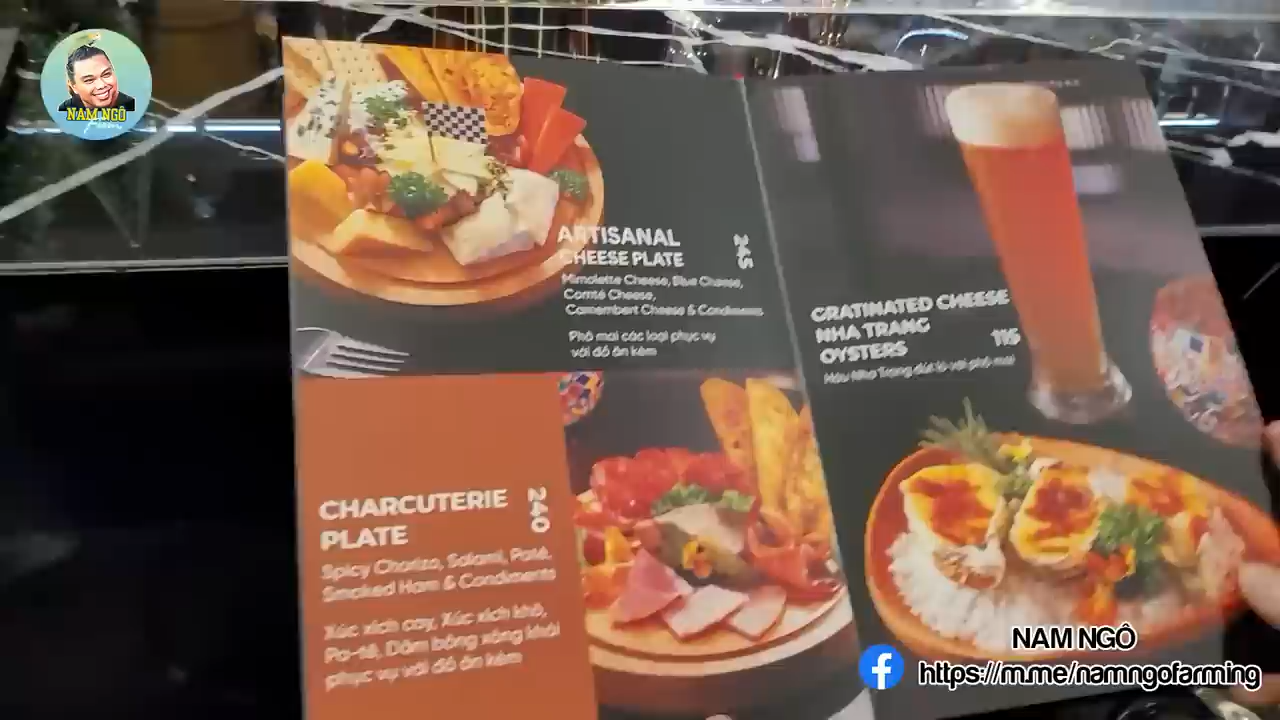 NAM NGÔ
Farm
ARTISANAL
CHEESE PLATE
245
Mimolette Cheese, Blue Cheese,
Comté Cheese,
Camembert Cheese & Condiments
Phô mai các loại phục vụ
với đồ ăn kèm
CHARCUTERIE
PLATE
240
Spicy Chorizo, Salami, Paté,
Smoked Ham & Condiments
Xúc xích cay, Xúc xích khô,
Pa-tê, Dăm bông xông khói
phục vụ với đồ ăn kèm
GRATINATED CHEESE
NHA TRANG
OYSTERS
115
Hàu Nha Trang đút lò với phô mai
NAM NGÔ
https://m.me/namngofarming